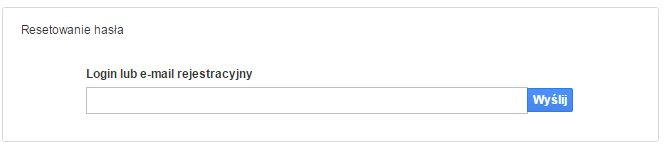 Resetowanie hasła
Login lub e-mail rejestracyjny
Wyślij